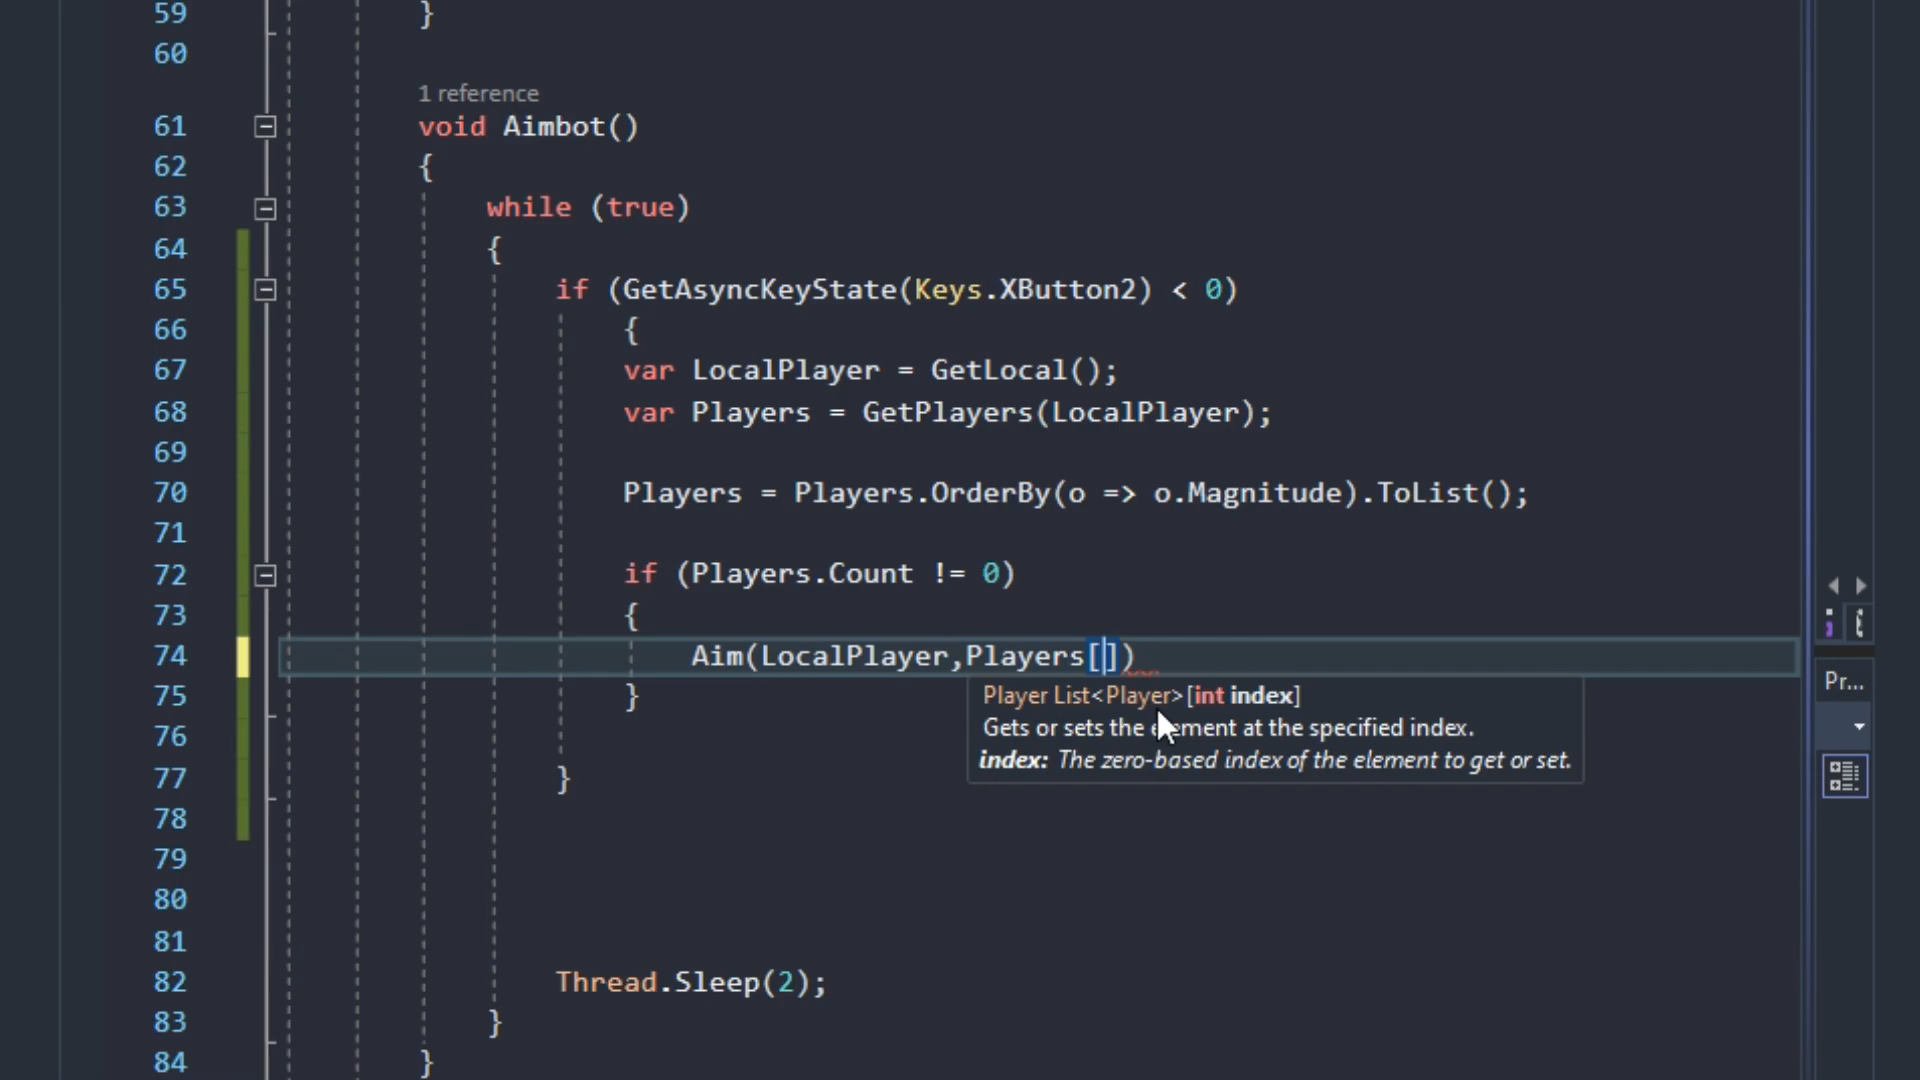 59 }
60
1 reference
61 void Aimbot()
62 {
63 while (true)
64 {
65 if (GetAsyncKeyState(Keys.XButton2) < 0)
66 {
67 var LocalPlayer = GetLocal();
68 var Players = GetPlayers(LocalPlayer);
69
70 Players = Players.OrderBy(o => o.Magnitude).ToList();
71
72 if (Players.Count != 0)
73 {
74 Aim(LocalPlayer,Players[])
75 }
Player List<Player>[int index]
Gets or sets the element at the specified index.
index: The zero-based index of the element to get or set.
76
77 }
78
79
80
81
82 Thread.Sleep(2);
83 }
84 }
Pr...